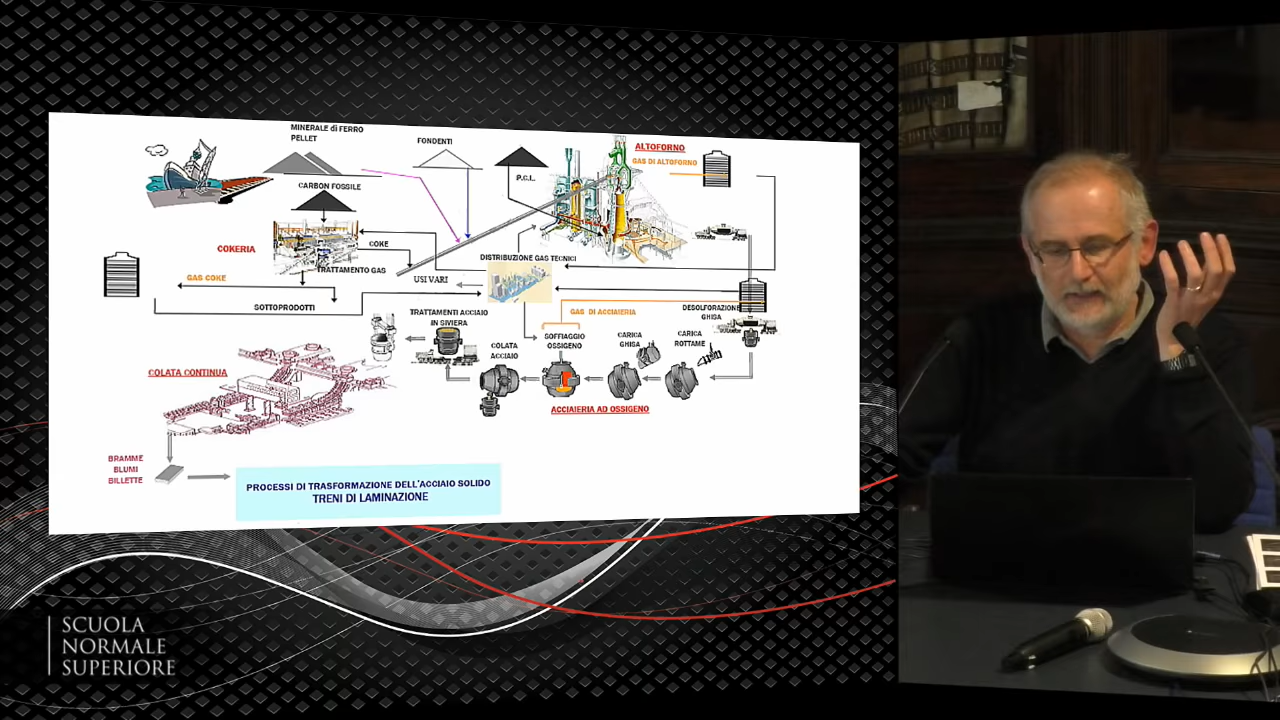 MINERALE di FERRO
PELLET
FONDENTI
ALTOFORNO
GAS DI ALTOFORNO
P.C.I..
CARBON FOSSILE
COKERIA
COKE
TRATTAMENTO GAS
GAS COKE
SOTTOPRODOTTI
USI VARI
DISTRIBUZIONE GAS TECNICI
GAS DI ACCIAIERIA
DESOLFORAZIONE
GHISA
TRATTAMENTI ACCIAIO
IN SIVIERA
COLATA
ACCIAIO
SOFFIAGGIO
OSSIGENO
CARICA
GHISA
CARICA
ROTTAME
ACCIAIERIA AD OSSIGENO
COLATA CONTINUA
BRAMME
BLUMI
BILLETTE
PROCESSI DI TRASFORMAZIONE DELL'ACCIAIO SOLIDO
TRENI DI LAMINAZIONE
SCUOLA
NORMALE
SUPERIORE